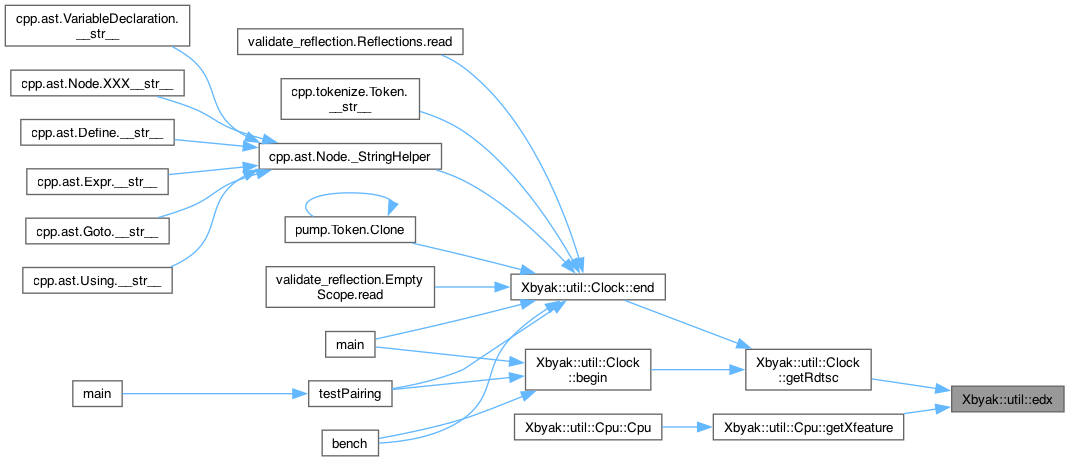 cpp.ast.VariableDeclaration.
__str__
validate_reflection.Reflections.read
cpp.ast.Node.XXX__str__
cpp.tokenize.Token.
__str__
cpp.ast.Define.__str__
cpp.ast.Node._StringHelper
cpp.ast.Expr.__str__
cpp.ast.Goto.__str__
pump.Token.Clone
cpp.ast.Using.__str__
validate_reflection.Empty
Scope.read
Xbyak::util::Clock::end
main
Xbyak::util::Clock
::begin
Xbyak::util::Clock
::getRdtsc
main
testPairing
Xbyak::util::edx
bench
Xbyak::util::Cpu::Cpu
Xbyak::util::Cpu::getXfeature